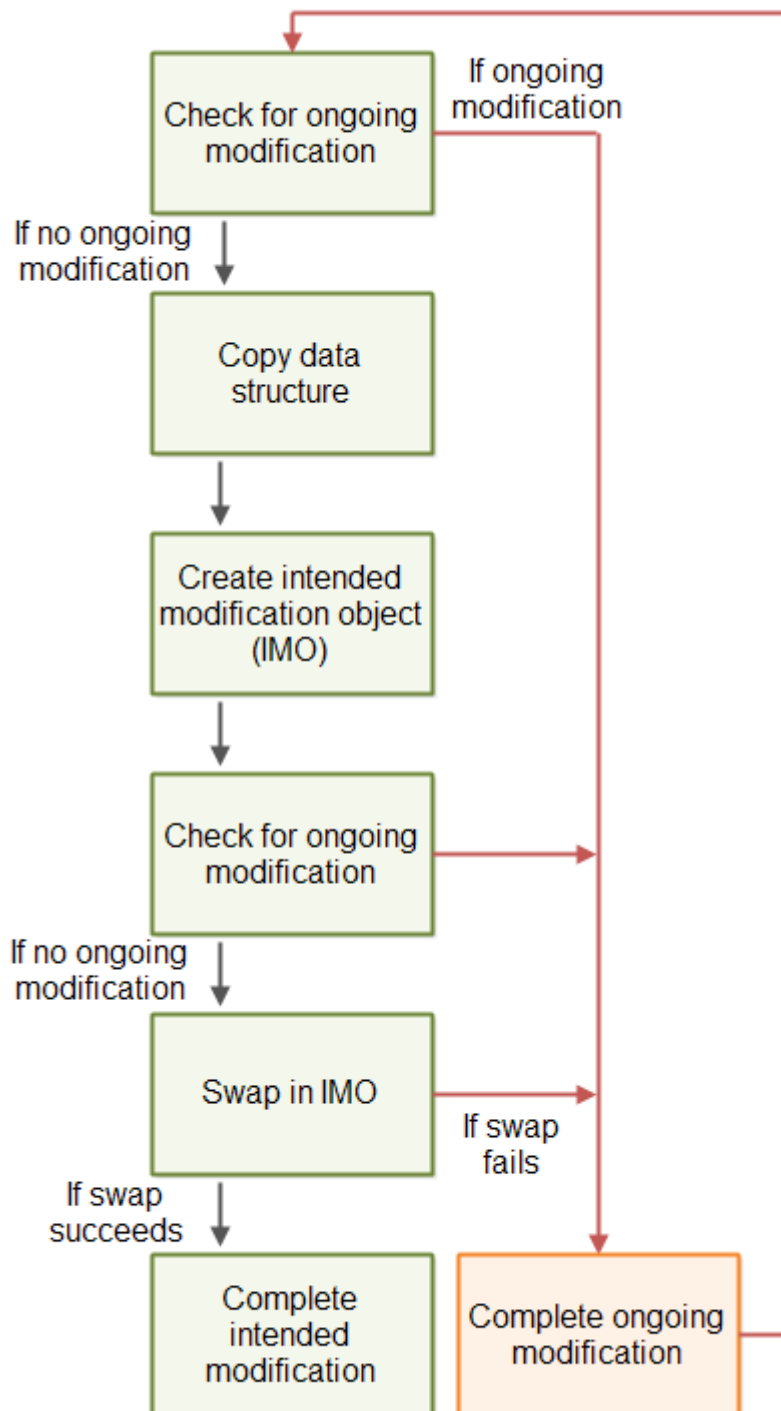 Check for ongoing
modification
If ongoing
modification
If no ongoing
modification
Copy data
structure
Create intended
modification object
(IMO)
Check for ongoing
modification
If no ongoing
modification
Swap in IMO
If swap
fails
If swap
succeeds
Complete
intended
modification
Complete ongoing
modification